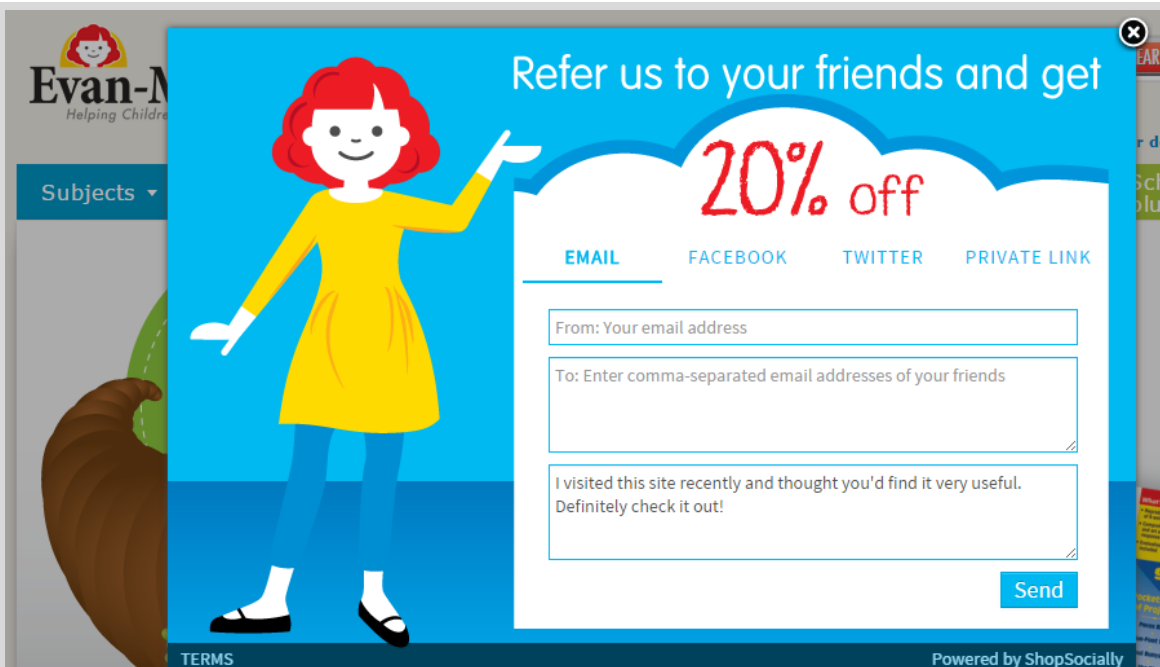 Evan-M
Helping Childre
Subjects
Refer us to your friends and get
20% off
EMAIL FACEBOOK TWITTER PRIVATE LINK
From: Your email address
To: Enter comma-separated email addresses of your friends
I visited this site recently and thought you'd find it very useful.
Definitely check it out!
Send
TERMS
Powered by ShopSocially